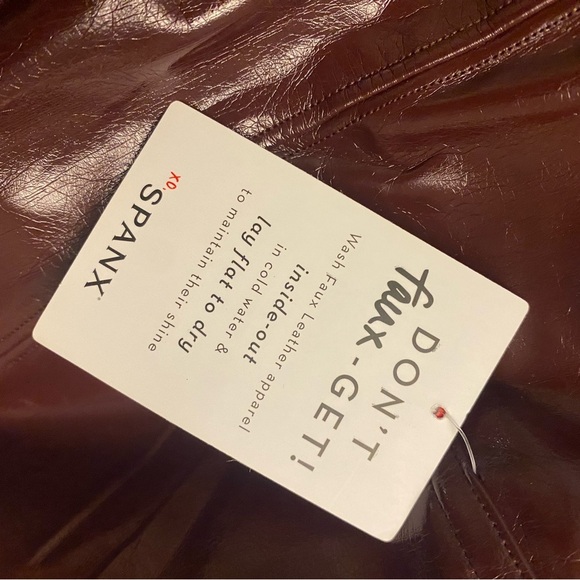 DON'T
faux-GET!
Wash Faux Leather apparel
inside-out
in cold water &
lay flat to dry
to maintain their shine
XO, SPANX